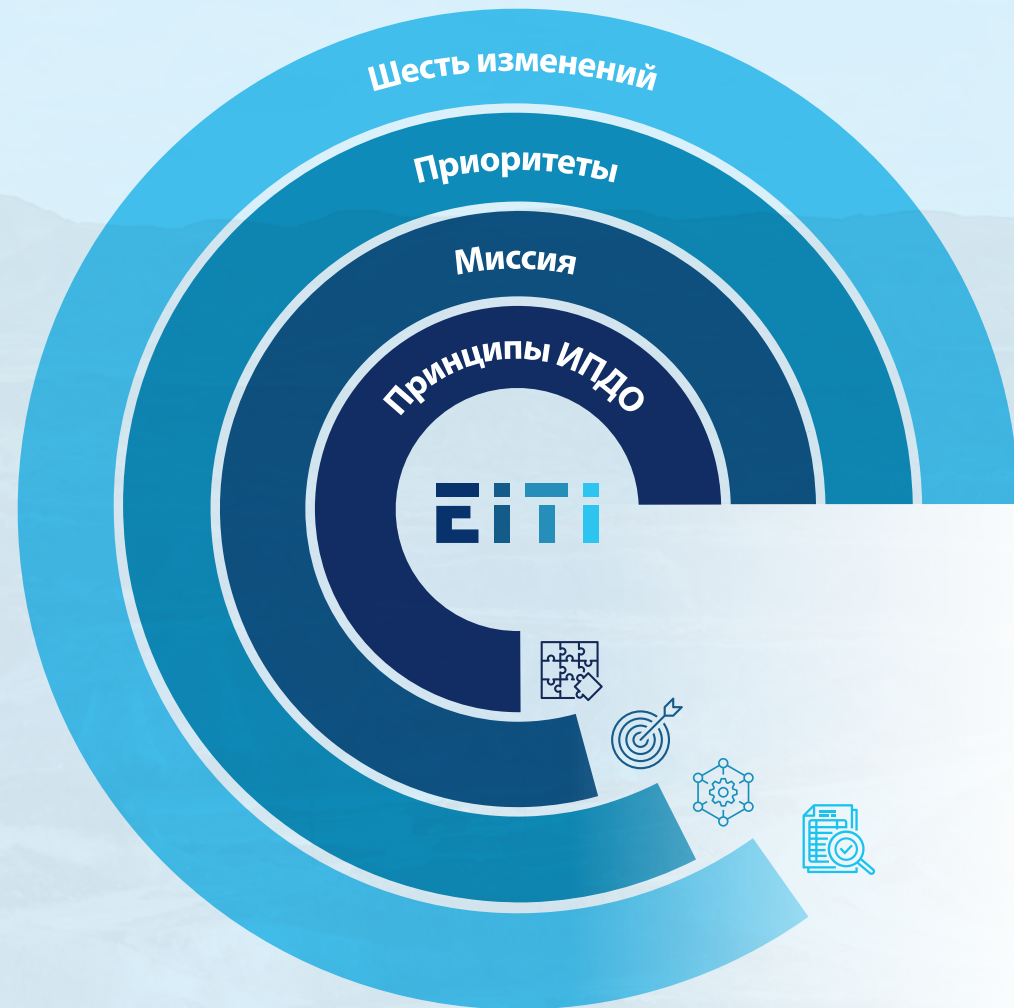 Шесть изменений
Приоритеты
Миссия
Принципы ИПДО
EiTi